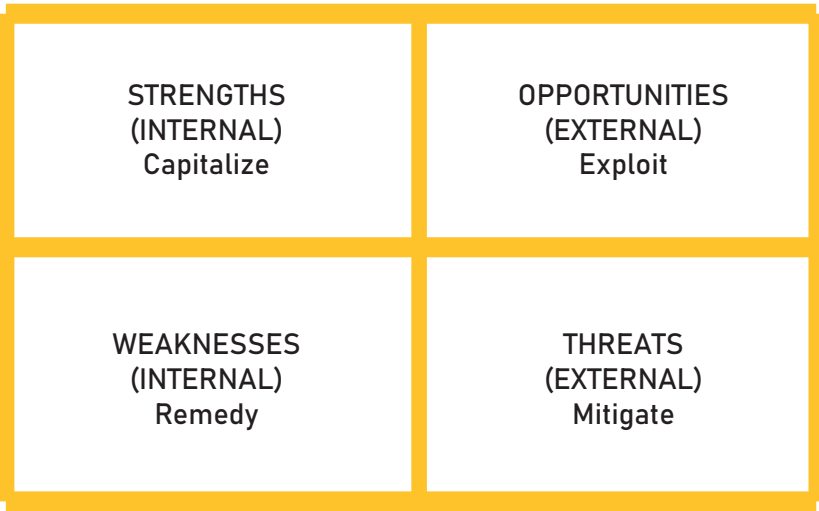 STRENGTHS
(INTERNAL)
Capitalize
OPPORTUNITIES
(EXTERNAL)
Exploit
WEAKNESSES
(INTERNAL)
Remedy
THREATS
(EXTERNAL)
Mitigate